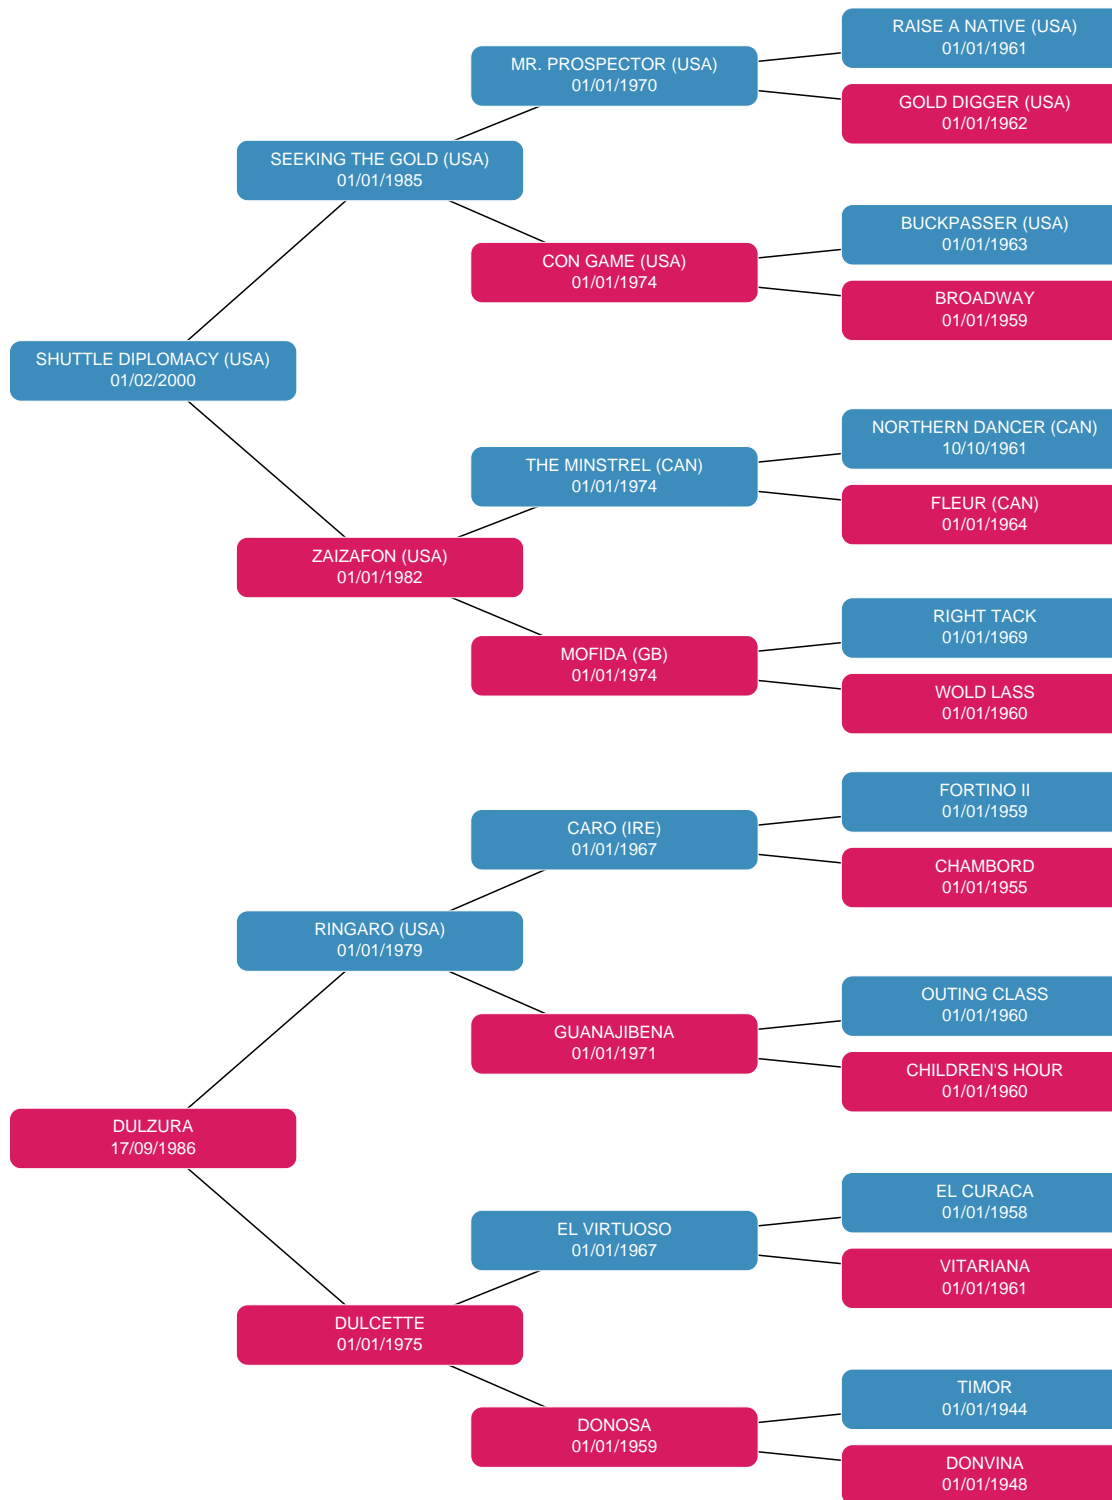 RAISE A NATIVE (USA)
01/01/1961
MR. PROSPECTOR (USA)
01/01/1970
GOLD DIGGER (USA)
01/01/1962
SEEKING THE GOLD (USA)
01/01/1985
BUCKPASSER (USA)
01/01/1963
CON GAME (USA)
01/01/1974
BROADWAY
01/01/1959
SHUTTLE DIPLOMACY (USA)
01/02/2000
NORTHERN DANCER (CAN)
10/10/1961
THE MINSTREL (CAN)
01/01/1974
FLEUR (CAN)
01/01/1964
ZAIZAFON (USA)
01/01/1982
RIGHT TACK
01/01/1969
MOFIDA (GB)
01/01/1974
WOLD LASS
01/01/1960
FORTINO II
01/01/1959
CARO (IRE)
01/01/1967
CHAMBORD
01/01/1955
RINGARO (USA)
01/01/1979
OUTING CLASS
01/01/1960
GUANAJIBENA
01/01/1971
CHILDREN'S HOUR
01/01/1960
DULZURA
17/09/1986
EL CURACA
01/01/1958
EL VIRTUOSO
01/01/1967
VITARIANA
01/01/1961
DULCETTE
01/01/1975
TIMOR
01/01/1944
DONOSA
01/01/1959
DONVINA
01/01/1948